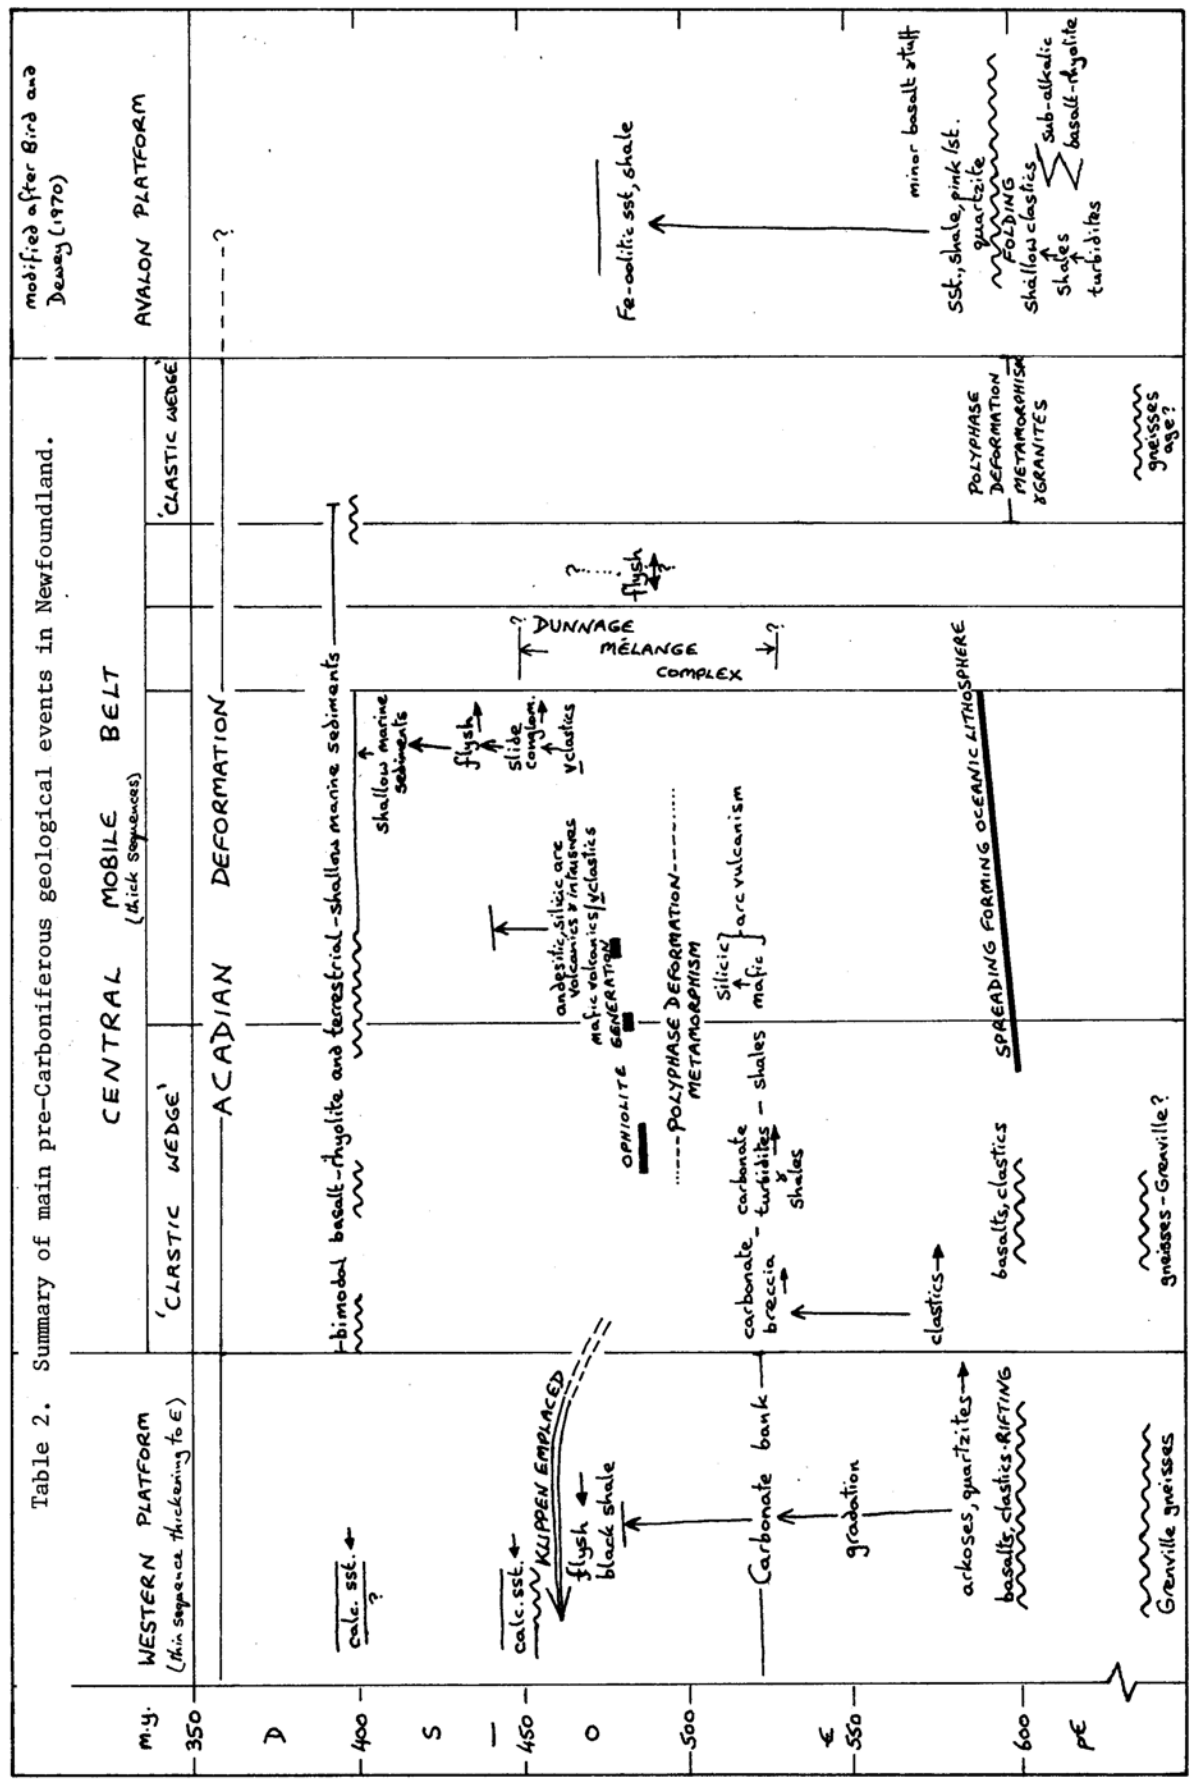 Table 2.  Summary of main pre-Carboniferous geological events in Newfoundland.
modified after Bird and
Dewey (1970)
m.y.
WESTERN PLATFORM
(thin sequence thickening to E)
CENTRAL MOBILE BELT
(thick sequences)
'CLASTIC WEDGE'
'CLASTIC WEDGE'
AVALON PLATFORM
350
D
400
S
450
O
500
Є
550
600
pЄ
ACADIAN DEFORMATION
?
calc. sst.
?
calc. sst.
KLIPPEN EMPLACED
flysh
black shale
Carbonate bank
gradation
arkoses, quartzites
basalts, clastics·RIFTING
Grenville gneisses
bimodal basalt-rhyolite and terrestrial-shallow marine sediments
carbonate - carbonate
breccia turbidites - shales
&
shales
clastics
basalts, clastics
gneisses-Grenville?
OPHIOLITE GENERATION
POLYPHASE DEFORMATION
METAMORPHISM
andesitic, silicic arc
volcanics & intrusives
mafic volcanics/vclastics
silicic
mafic
arc vulcanism
SPREADING FORMING OCEANIC LITHOSPHERE
shallow marine
sediments
flysh
slide
conglom.
vclastics
?
DUNNAGE
MÉLANGE
COMPLEX
?
?
flysh
?
POLYPHASE
DEFORMATION
METAMORPHISM
& GRANITES
gneisses
age?
Fe-oolitic sst, shale
minor basalt & tuff
sst., shale, pink lst.
quartzite
FOLDING
shallow clastics
shales
turbidites
sub-alkalic
basalt-rhyolite